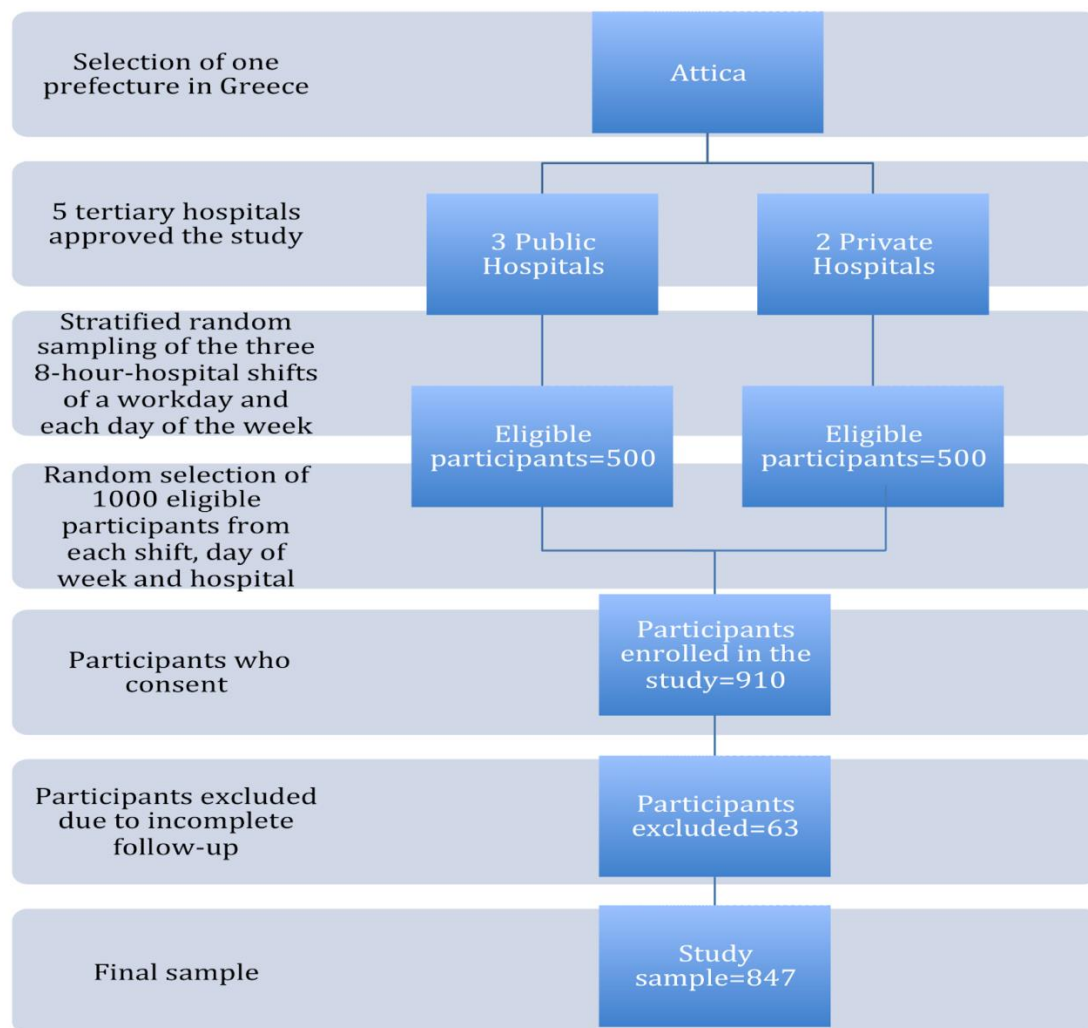 Selection of one
prefecture in Greece
Attica
5 tertiary hospitals
approved the study
3 Public
Hospitals
2 Private
Hospitals
Stratified random
sampling of the three
8-hour-hospital shifts
of a workday and
each day of the week
Eligible
participants=500
Eligible
participants=500
Random selection of
1000 eligible
participants from
each shift, day of
week and hospital
Participants who
consent
Participants
enrolled in the
study=910
Participants excluded
due to incomplete
follow-up
Participants
excluded=63
Final sample
Study
sample=847